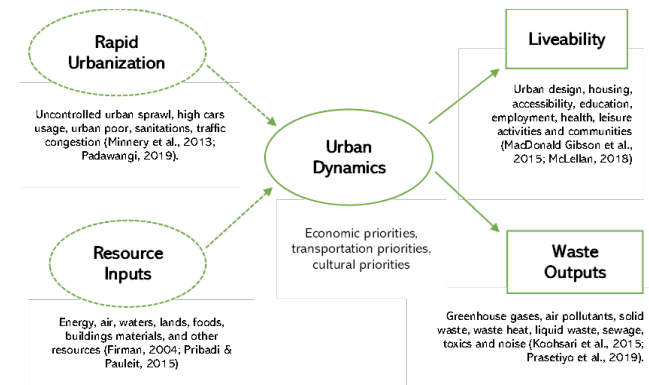 Rapid
Urbanization
Uncontrolled urban sprawl, high cars
usage, urban poor, sanitations, traffic
congestion (Minnery et al., 2013;
Padawangi, 2019).
Resource
Inputs
Energy, air, waters, lands, foods,
buildings materials, and other
resources (Firman, 2004; Pribadi &
Pauleit, 2015)
Urban
Dynamics
Economic priorities,
transportation priorities,
cultural priorities
Liveability
Urban design, housing,
accessibility, education,
employment, health, leisure
activities and communities
(MacDonald Gibson et al.,
2015; McLellan, 2018)
Waste
Outputs
Greenhouse gases, air pollutants, solid
waste, waste heat, liquid waste, sewage,
toxics and noise (Koohsari et al., 2015;
Prasetiyo et al., 2019).